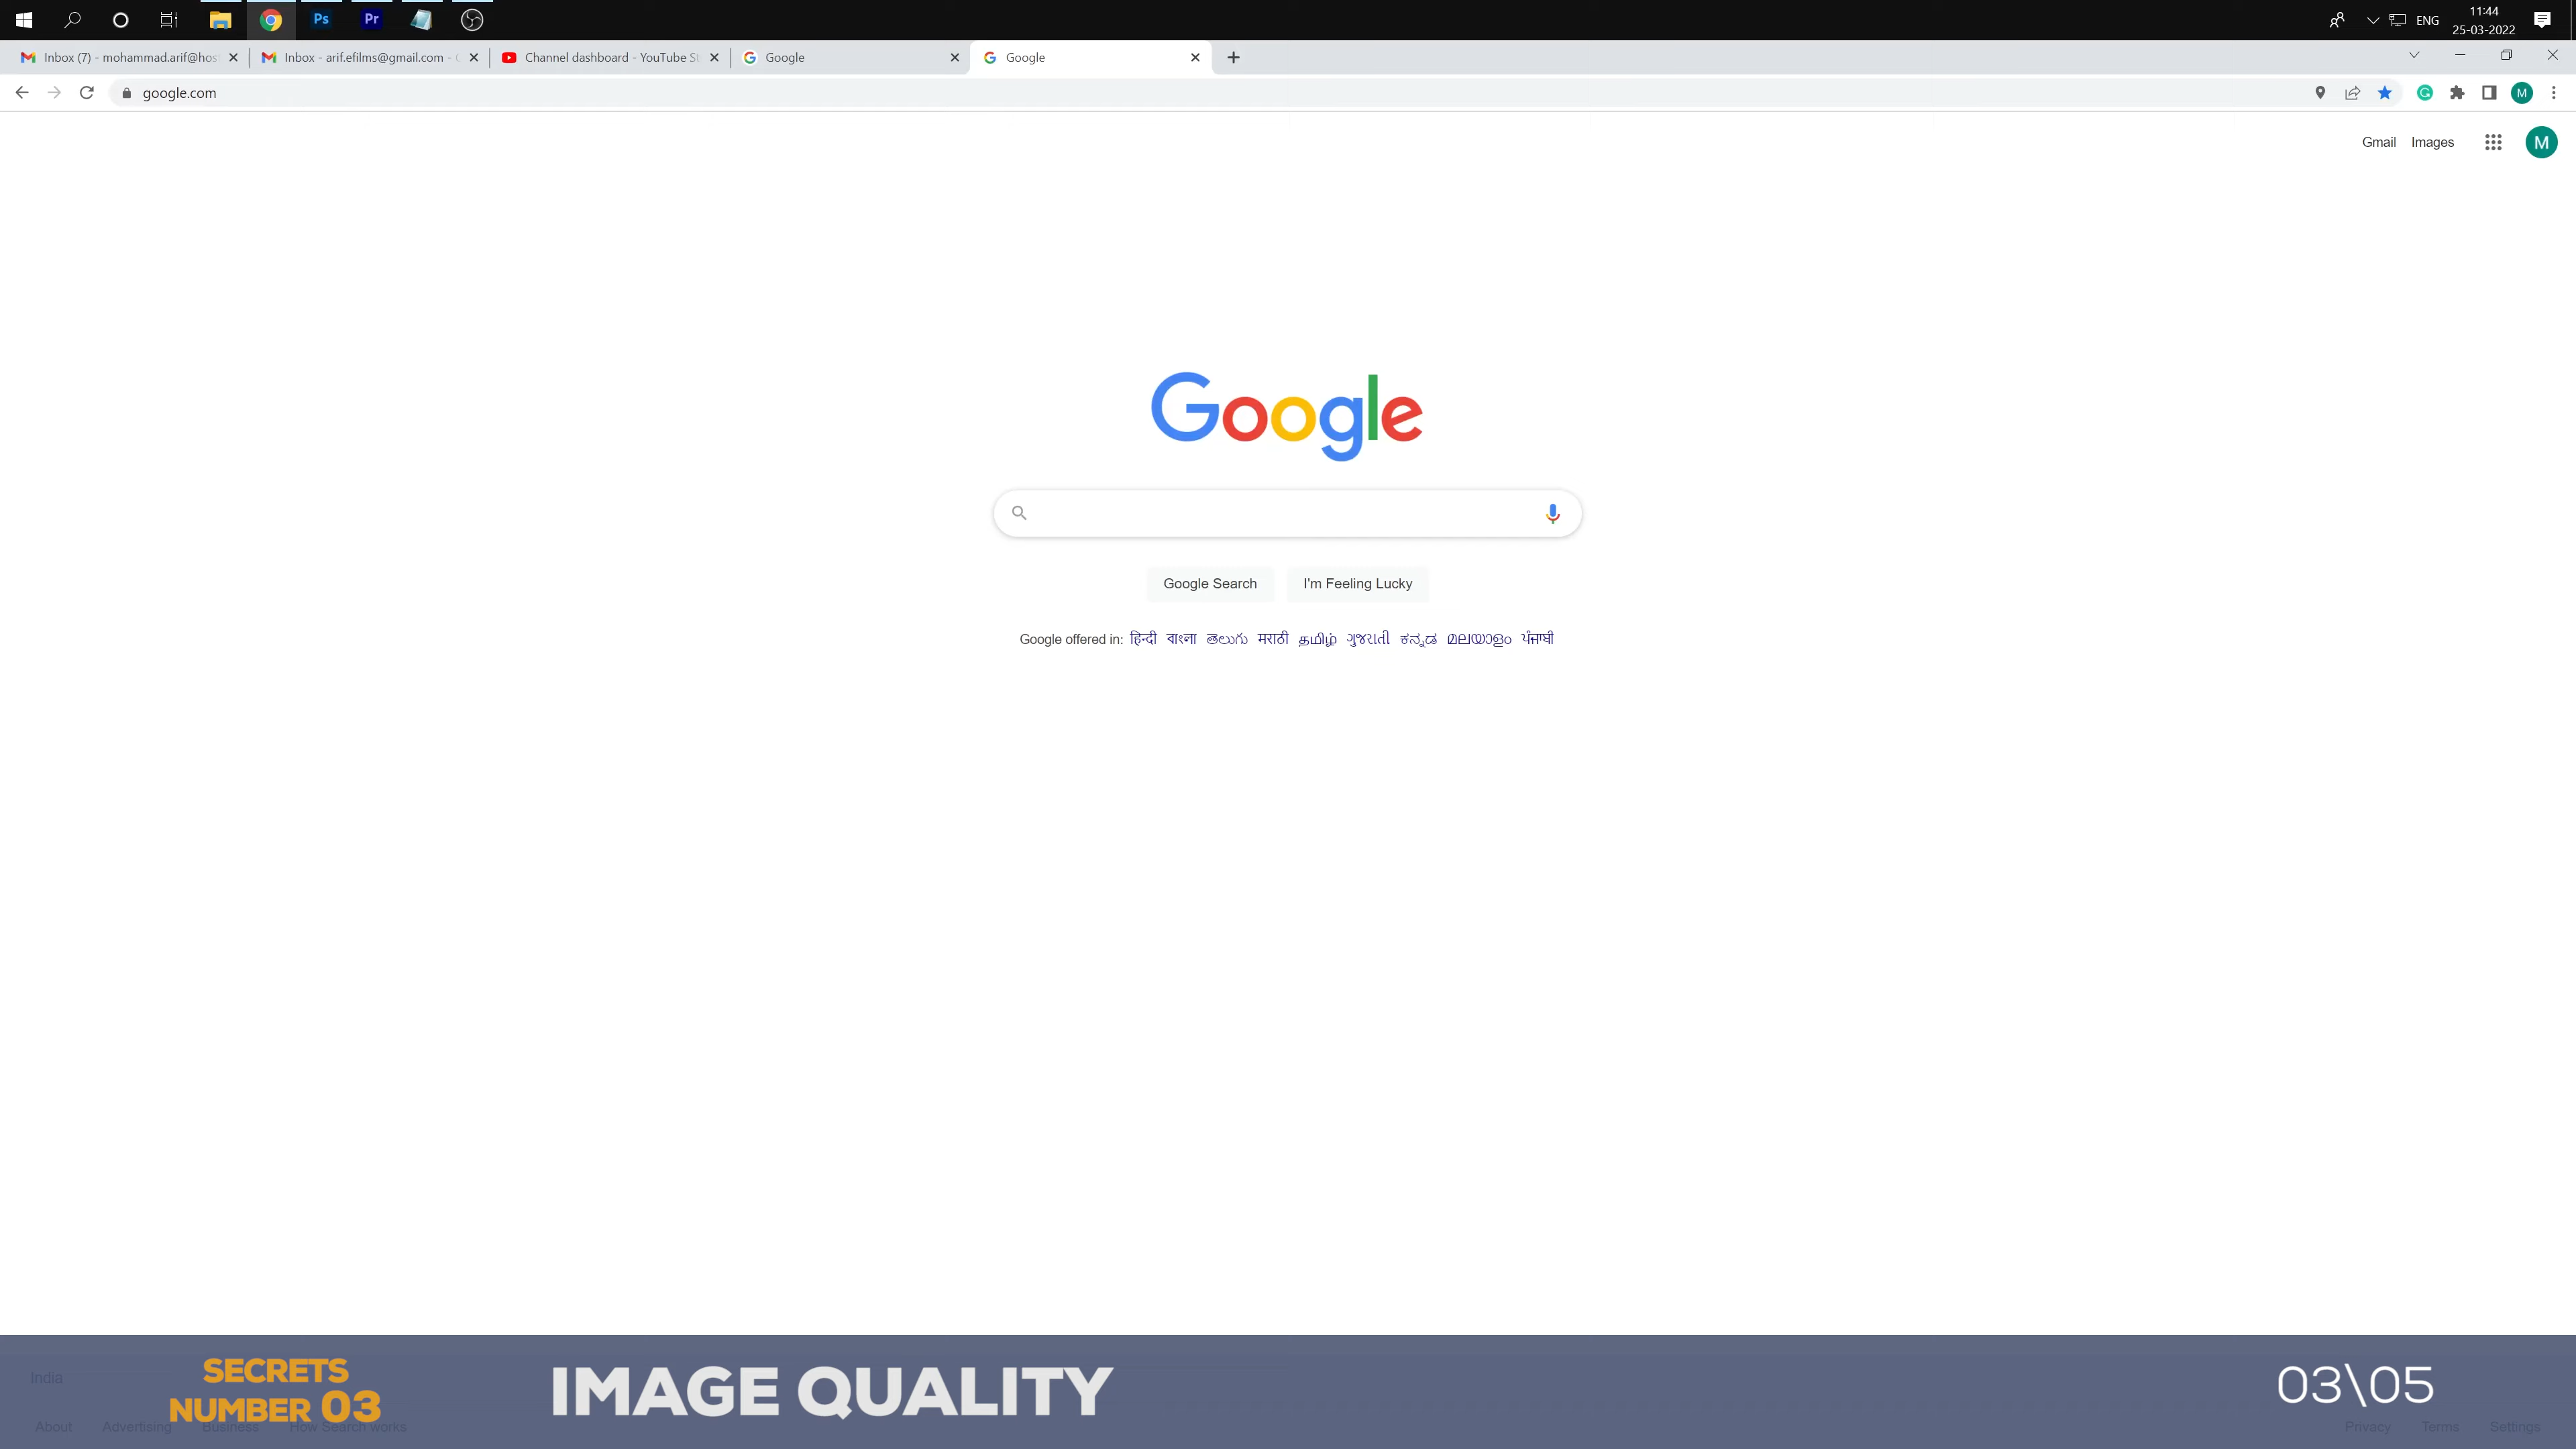 Ps
Pr
ENG
11:44
25-03-2022
Inbox (7) - mohammad.arif@hos
Inbox - arif.efilms@gmail.com -
Channel dashboard - YouTube St
Google
Google
google.com
M
Gmail
Images
M
Google
Google Search
I'm Feeling Lucky
Google offered in: हिन्दी বাংলা తెలుగు मराठी தமிழ் ગુજરાતી ಕನ್ನಡ മലയാളം ਪੰਜਾਬੀ
India
SECRETS
NUMBER 03
IMAGE QUALITY
03\05
About
Advertising
Business
How Search works
Privacy
Terms
Settings